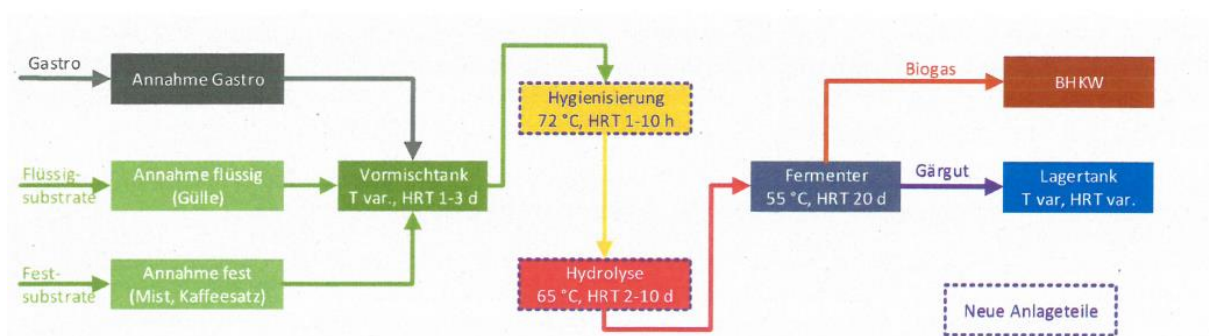 Gastro
Annahme Gastro
Flüssig-
substrate
Annahme flüssig
(Gülle)
Fest-
substrate
Annahme fest
(Mist, Kaffeesatz)
Vormischtank
T var., HRT 1-3 d
Hygienisierung
72 °C, HRT 1-10 h
Hydrolyse
65 °C, HRT 2-10 d
Fermenter
55 °C, HRT 20 d
Biogas
BHKW
Gärgut
Lagertank
T var, HRT var.
Neue Anlageteile